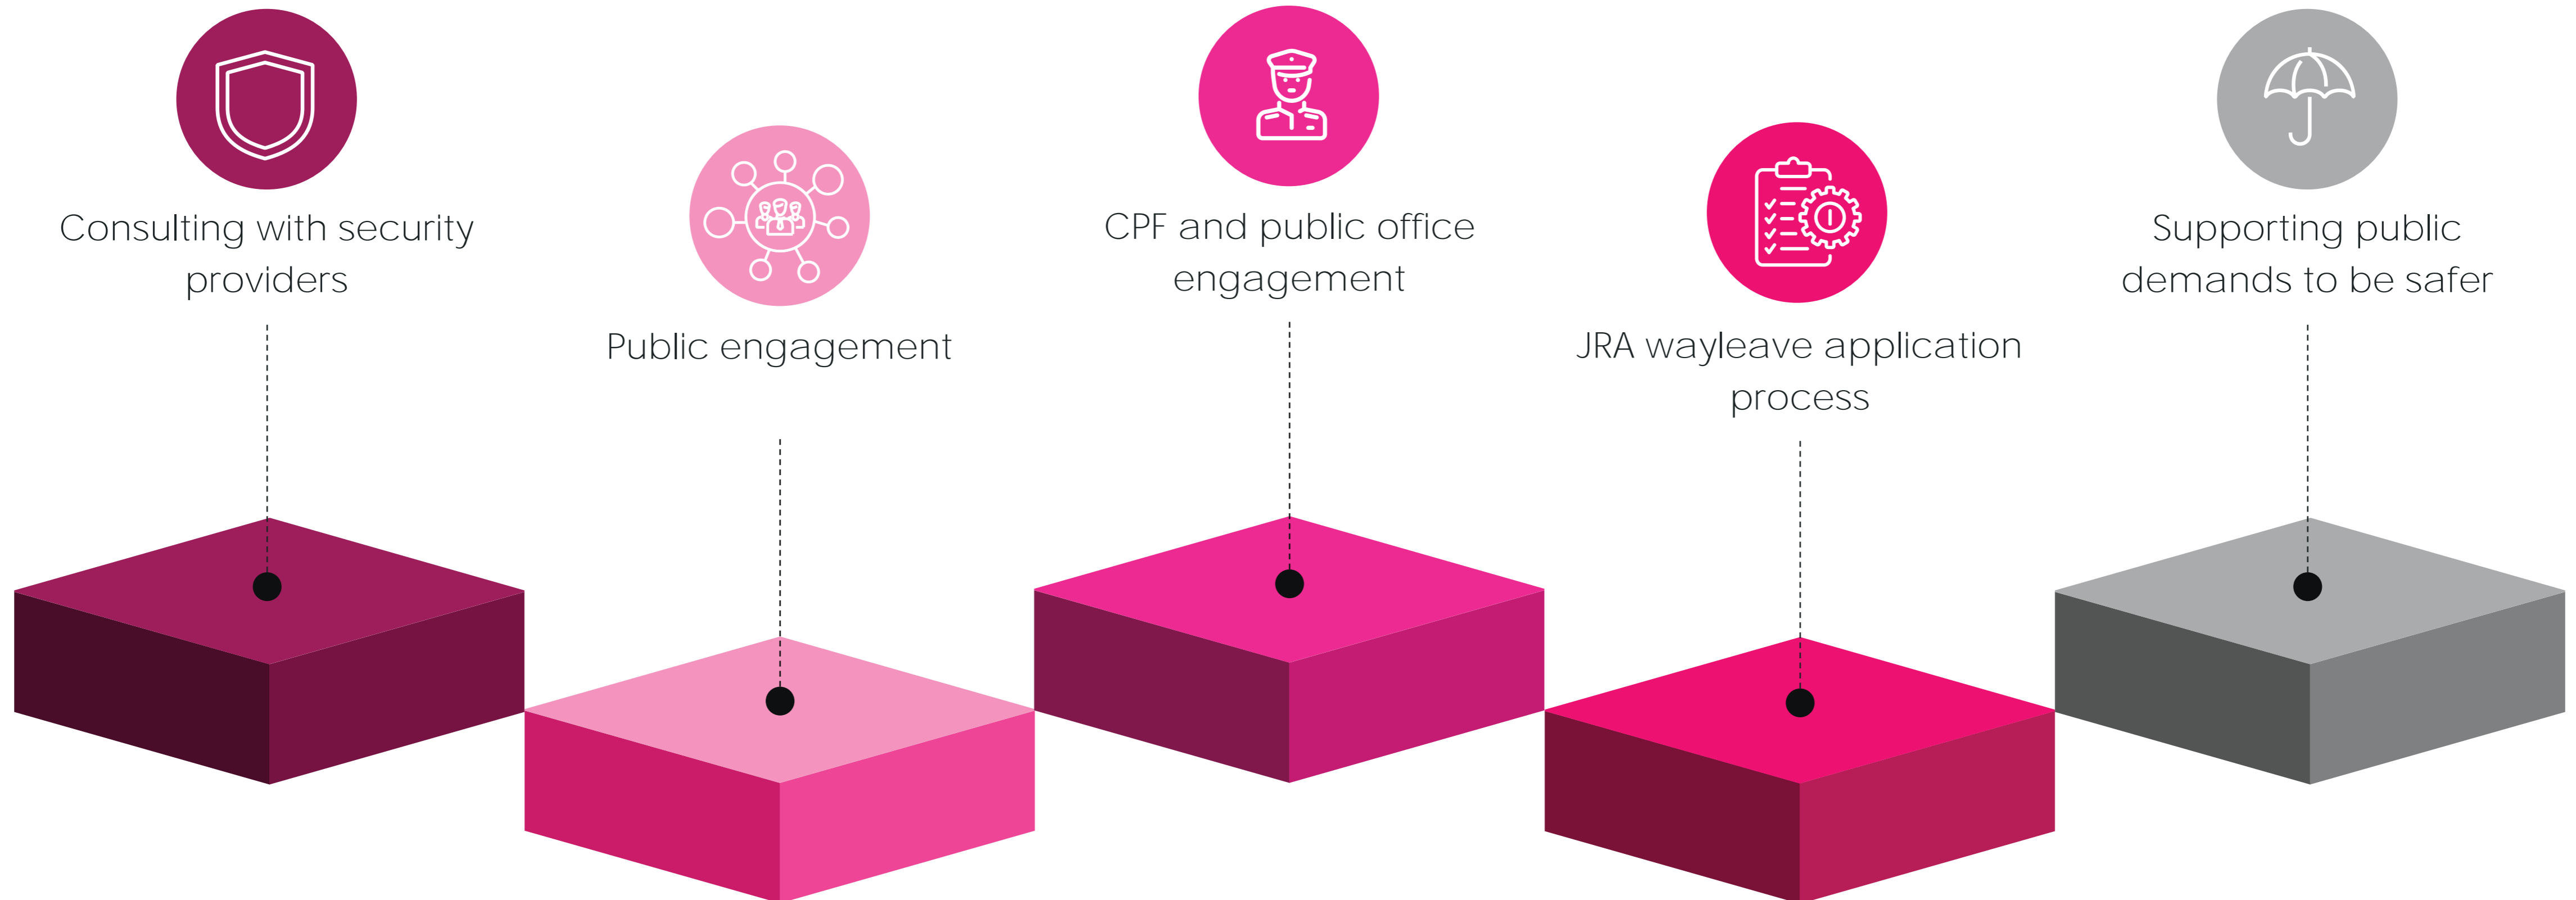 Consulting with security
providers
Public engagement
CPF and public office
engagement
JRA wayleave application
process
Supporting public
demands to be safer